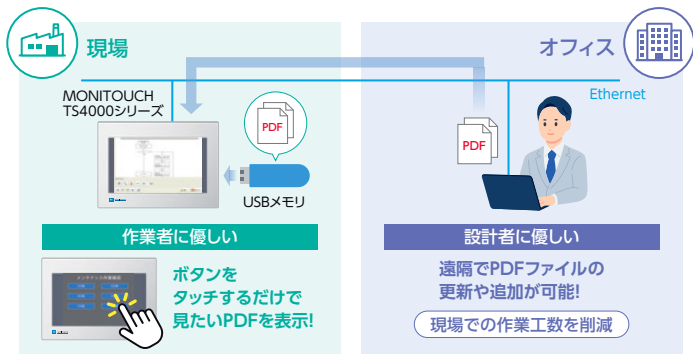 現場
オフィス
MONITOUCH
TS4000シリーズ
Ethernet
PDF
PDF
USBメモリ
作業者に優しい
設計者に優しい
ボタンを
タッチするだけで
見たいPDFを表示!
遠隔でPDFファイルの
更新や追加が可能!
現場での作業工数を削減